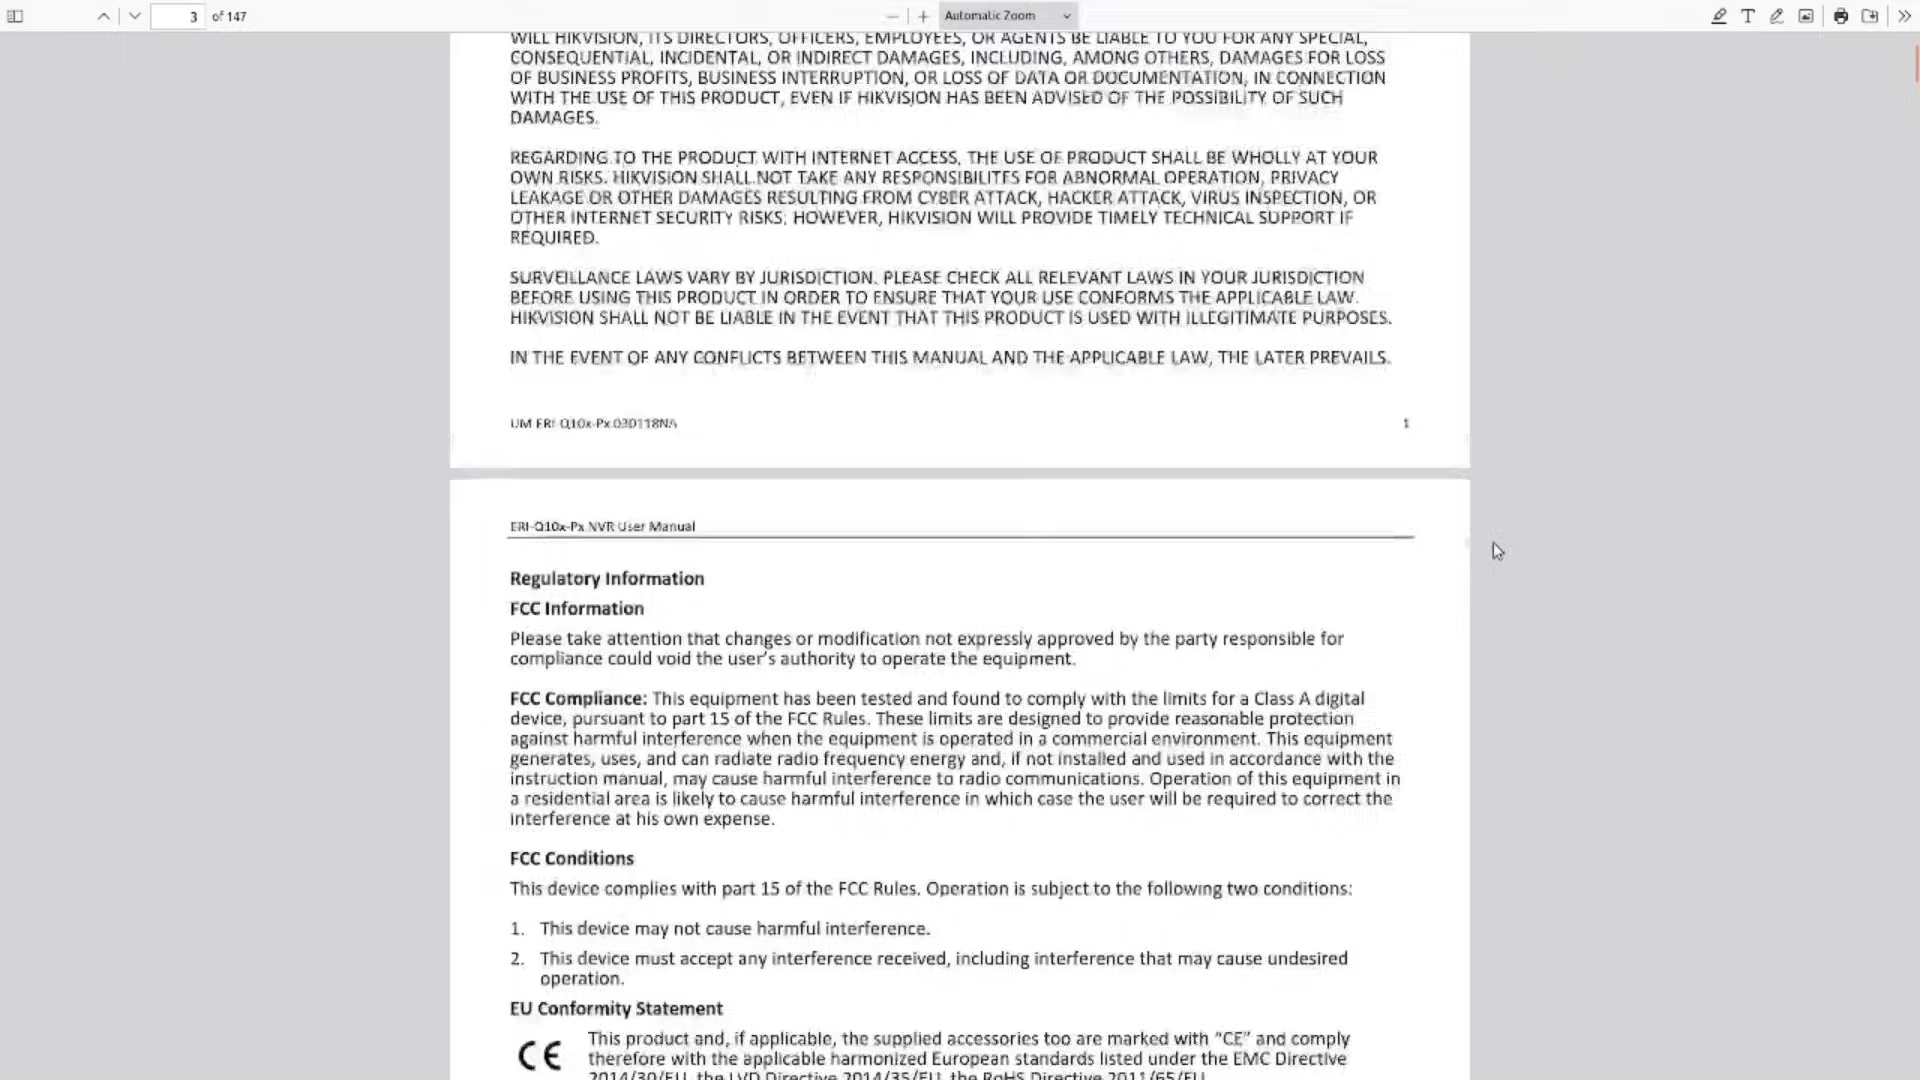 3 of 147
Automatic Zoom
WILL HIKVISION, ITS DIRECTORS, OFFICERS, EMPLOYEES, OR AGENTS BE LIABLE TO YOU FOR ANY SPECIAL,
CONSEQUENTIAL, INCIDENTAL, OR INDIRECT DAMAGES, INCLUDING, AMONG OTHERS, DAMAGES FOR LOSS
OF BUSINESS PROFITS, BUSINESS INTERRUPTION, OR LOSS OF DATA OR DOCUMENTATION, IN CONNECTION
WITH THE USE OF THIS PRODUCT, EVEN IF HIKVISION HAS BEEN ADVISED OF THE POSSIBILITY OF SUCH
DAMAGES.
REGARDING TO THE PRODUCT WITH INTERNET ACCESS, THE USE OF PRODUCT SHALL BE WHOLLY AT YOUR
OWN RISKS. HIKVISION SHALL NOT TAKE ANY RESPONSIBILITES FOR ABNORMAL OPERATION, PRIVACY
LEAKAGE OR OTHER DAMAGES RESULTING FROM CYBER ATTACK, HACKER ATTACK, VIRUS INSPECTION, OR
OTHER INTERNET SECURITY RISKS; HOWEVER, HIKVISION WILL PROVIDE TIMELY TECHNICAL SUPPORT IF
REQUIRED.
SURVEILLANCE LAWS VARY BY JURISDICTION. PLEASE CHECK ALL RELEVANT LAWS IN YOUR JURISDICTION
BEFORE USING THIS PRODUCT IN ORDER TO ENSURE THAT YOUR USE CONFORMS THE APPLICABLE LAW.
HIKVISION SHALL NOT BE LIABLE IN THE EVENT THAT THIS PRODUCT IS USED WITH ILLEGITIMATE PURPOSES.
IN THE EVENT OF ANY CONFLICTS BETWEEN THIS MANUAL AND THE APPLICABLE LAW, THE LATER PREVAILS.
UM ERI-Q10x-Px 030118NA 1
ERI-Q10x-Px NVR User Manual
Regulatory Information
FCC Information
Please take attention that changes or modification not expressly approved by the party responsible for
compliance could void the user's authority to operate the equipment.
FCC Compliance: This equipment has been tested and found to comply with the limits for a Class A digital
device, pursuant to part 15 of the FCC Rules. These limits are designed to provide reasonable protection
against harmful interference when the equipment is operated in a commercial environment. This equipment
generates, uses, and can radiate radio frequency energy and, if not installed and used in accordance with the
instruction manual, may cause harmful interference to radio communications. Operation of this equipment in
a residential area is likely to cause harmful interference in which case the user will be required to correct the
interference at his own expense.
FCC Conditions
This device complies with part 15 of the FCC Rules. Operation is subject to the following two conditions:
1. This device may not cause harmful interference.
2. This device must accept any interference received, including interference that may cause undesired
operation.
EU Conformity Statement
CE This product and, if applicable, the supplied accessories too are marked with "CE" and comply
therefore with the applicable harmonized European standards listed under the EMC Directive
2014/30/EU, the LVD Directive 2014/35/EU, the RoHS Directive 2011/65/EU.